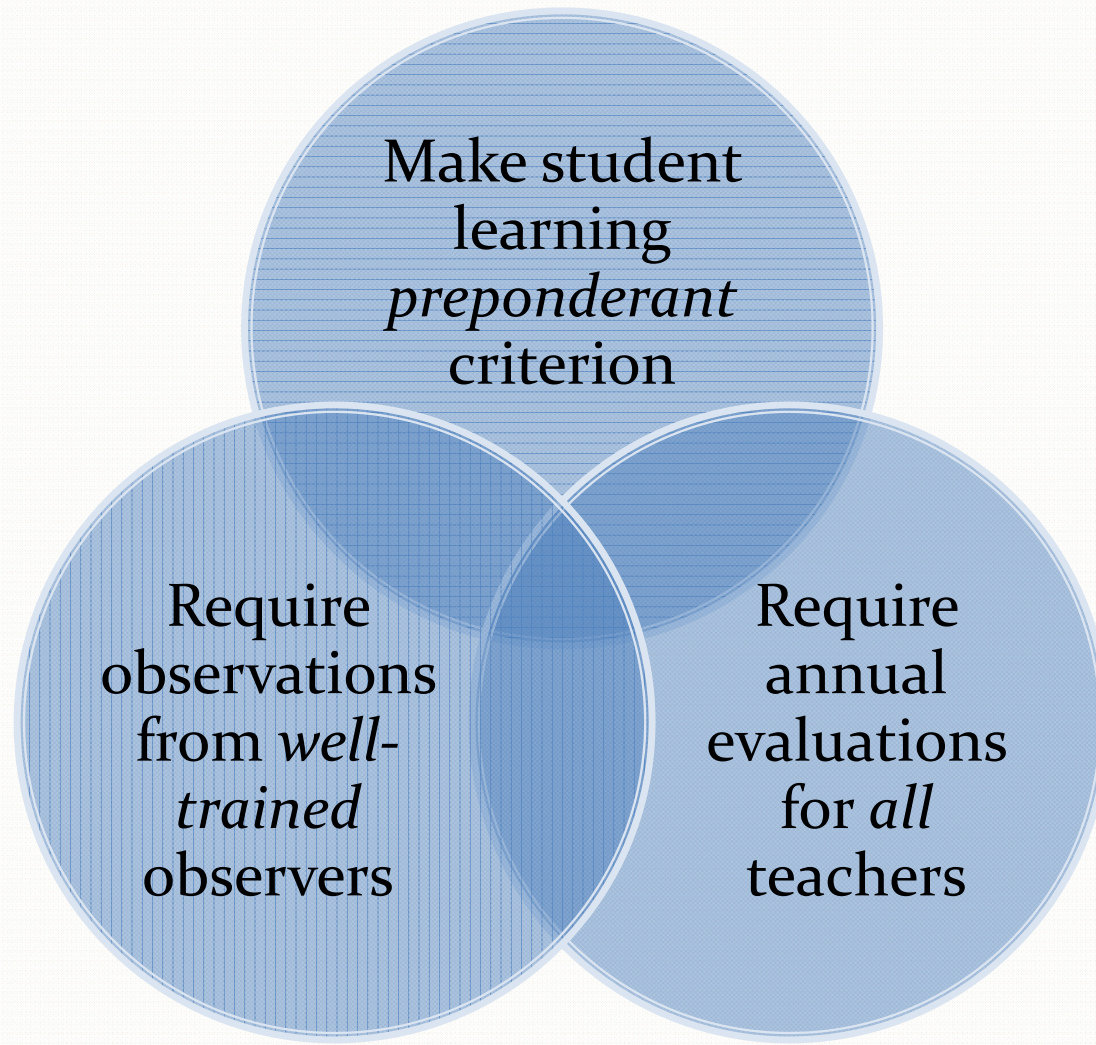 Make student
learning
preponderant
criterion
Require
observations
from well-
trained
observers
Require
annual
evaluations
for all
teachers